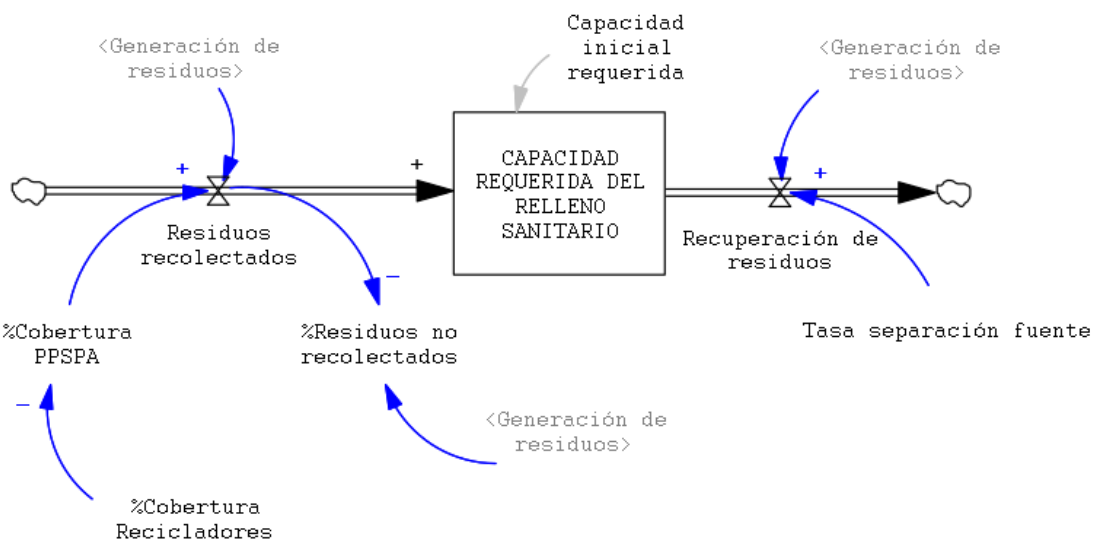 Capacidad
inicial
requerida
<Generación de
residuos>
<Generación de
residuos>
+
+
CAPACIDAD
REQUERIDA DEL
RELLENO
SANITARIO
+
Residuos
recolectados
Recuperación de
residuos
−
%Cobertura
PPSPA
%Residuos no
recolectados
Tasa separación fuente
−
<Generación de
residuos>
%Cobertura
Recicladores